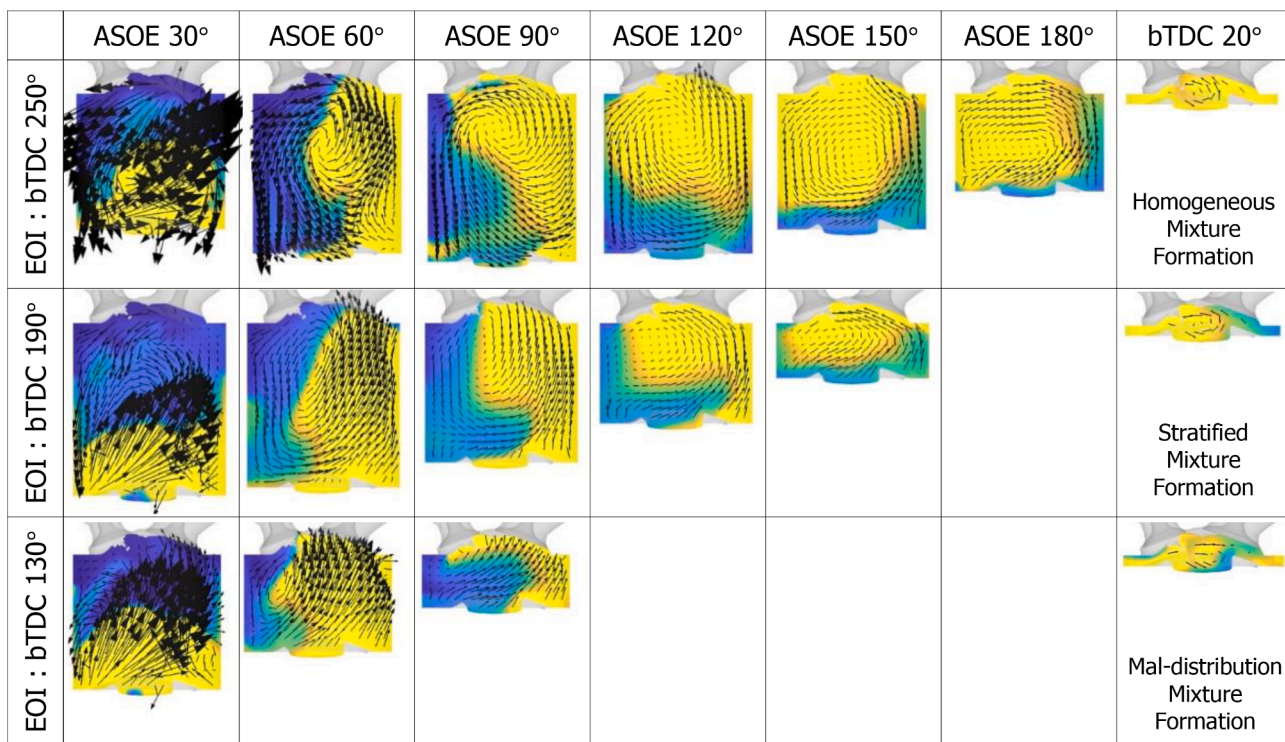 ASOE 30° ASOE 60° ASOE 90° ASOE 120° ASOE 150° ASOE 180° bTDC 20°
EOI : bTDC 250°
Homogeneous
Mixture
Formation
EOI : bTDC 190°
Stratified
Mixture
Formation
EOI : bTDC 130°
Mal-distribution
Mixture
Formation